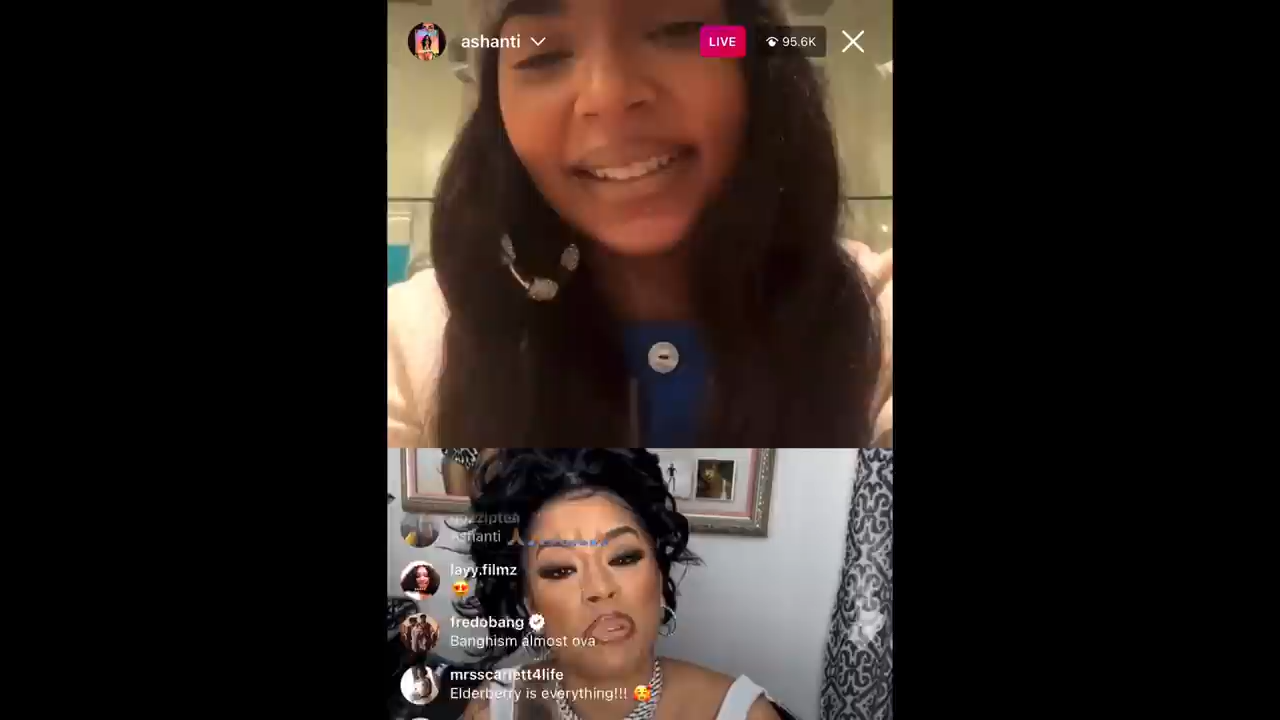 ashanti
LIVE
95.6K
Ashanti 🙏🏾
layy.filmz
😍
fredobang
Banghism almost ova
mrsscarlett4life
Elderberry is everything!!! 🥰